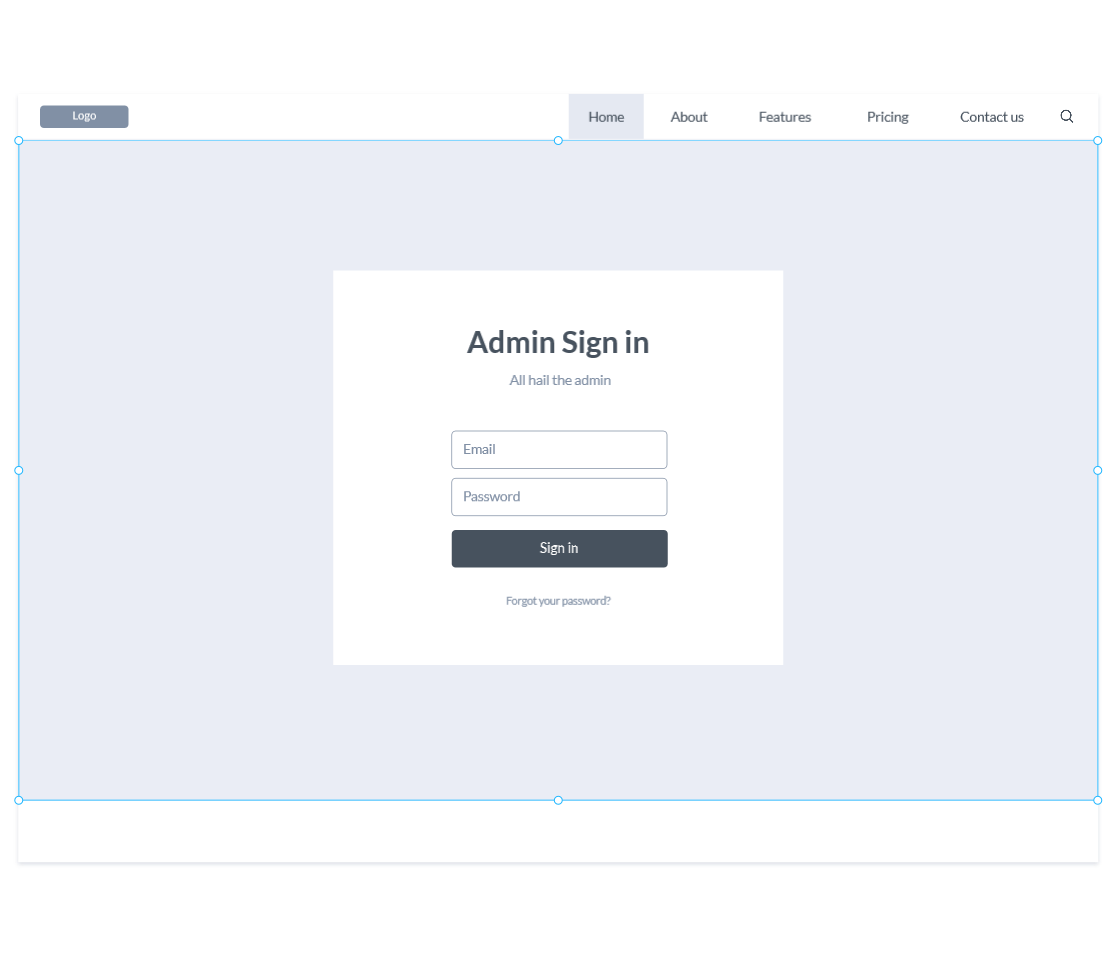 Logo
Home About Features Pricing Contact us
Admin Sign in
All hail the admin
Email
Password
Sign in
Forgot your password?